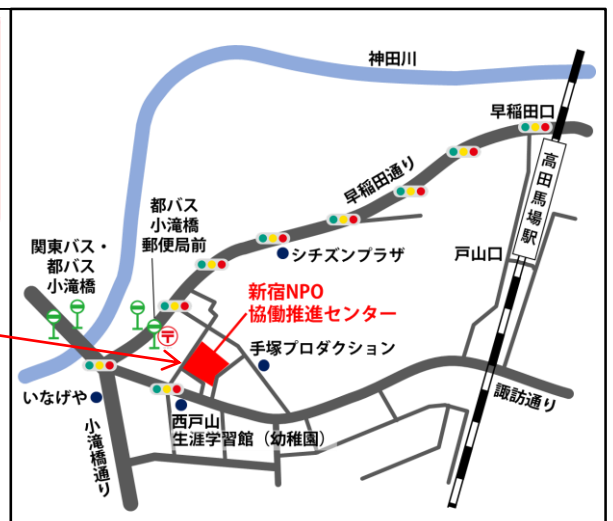 神田川
早稲田口
早稲田通り
高田馬場駅
都バス
小滝橋
郵便局前
関東バス・
都バス
小滝橋
シチズンプラザ
戸山口
新宿NPO
協働推進センター
〒
手塚プロダクション
いなげや
西戸山
生涯学習館（幼稚園）
諏訪通り
小滝橋通り